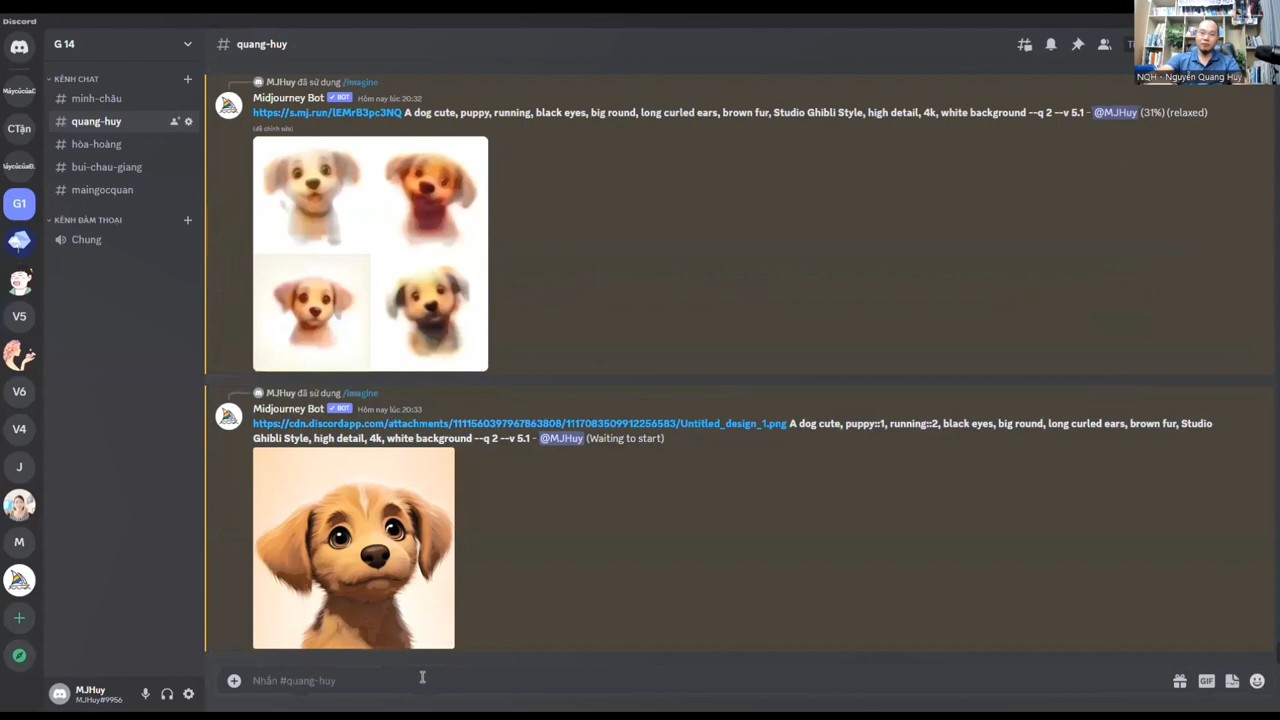 Discord
G 14
quang-huy
NQH - Nguyễn Quang Huy
KÊNH CHAT
minh-châu
quang-huy
hòa-hoàng
bui-chau-giang
maingocquan
KÊNH ĐÀM THOẠI
Chung
CTận
G1
V5
V6
V4
J
M
MJHuy đã sử dụng /imagine
Midjourney Bot BOT Hôm nay lúc 20:32
https://s.mj.run/lEMrB3pc3NQ A dog cute, puppy, running, black eyes, big round, long curled ears, brown fur, Studio Ghibli Style, high detail, 4k, white background --q 2 --v 5.1 - @MJHuy (31%) (relaxed)
(đã chỉnh sửa)
MJHuy đã sử dụng /imagine
Midjourney Bot BOT Hôm nay lúc 20:33
https://cdn.discordapp.com/attachments/1111560397967863808/1117083509912256583/Untitled_design_1.png A dog cute, puppy::1, running::2, black eyes, big round, long curled ears, brown fur, Studio
Ghibli Style, high detail, 4k, white background --q 2 --v 5.1 - @MJHuy (Waiting to start)
Nhắn #quang-huy
GIF
MJHuy
MJHuy#9956